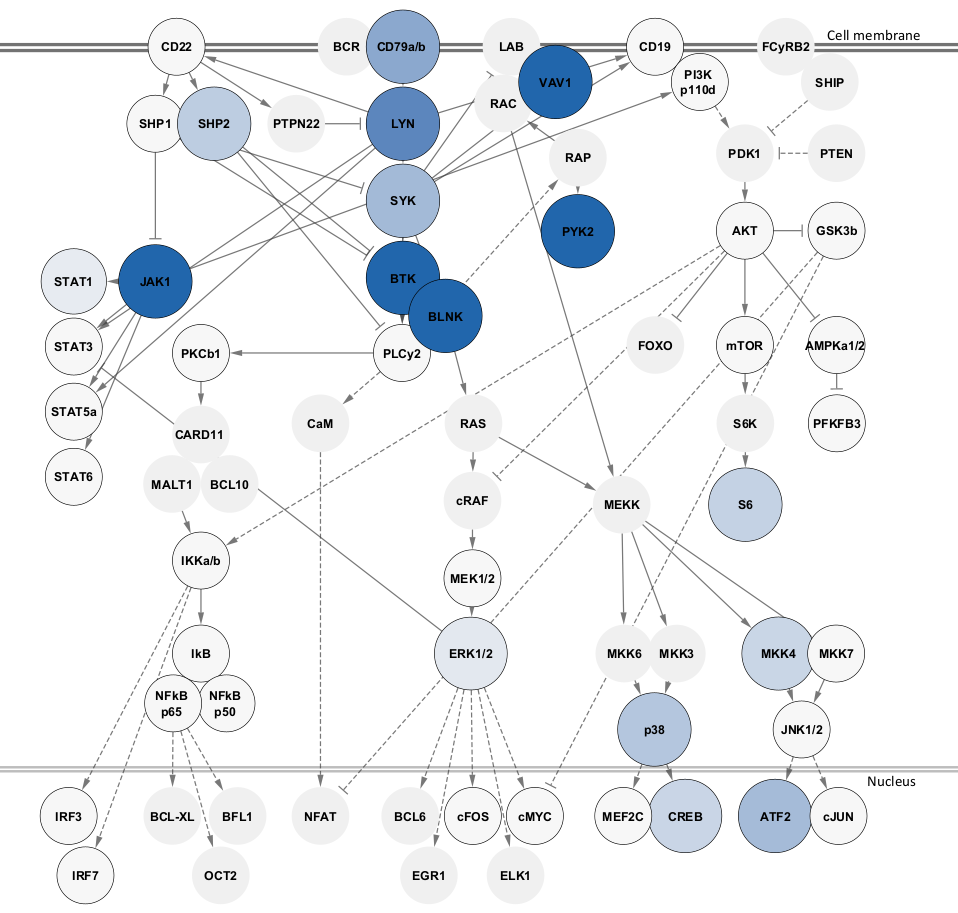 Cell membrane
CD22
BCR
CD79a/b
LAB
CD19
FCyRB2
VAV1
PI3K
p110d
SHIP
RAC
SHP1
SHP2
PTPN22
LYN
RAP
PDK1
PTEN
SYK
PYK2
AKT
GSK3b
STAT1
JAK1
BTK
BLNK
STAT3
PKCb1
PLCy2
FOXO
mTOR
AMPKa1/2
STAT5a
CARD11
CaM
RAS
S6K
PFKFB3
STAT6
MALT1
BCL10
cRAF
MEKK
S6
IKKa/b
MEK1/2
IkB
ERK1/2
MKK6
MKK3
MKK4
MKK7
NFkB
p65
NFkB
p50
p38
JNK1/2
Nucleus
IRF3
BCL-XL
BFL1
NFAT
BCL6
cFOS
cMYC
MEF2C
CREB
ATF2
cJUN
IRF7
OCT2
EGR1
ELK1